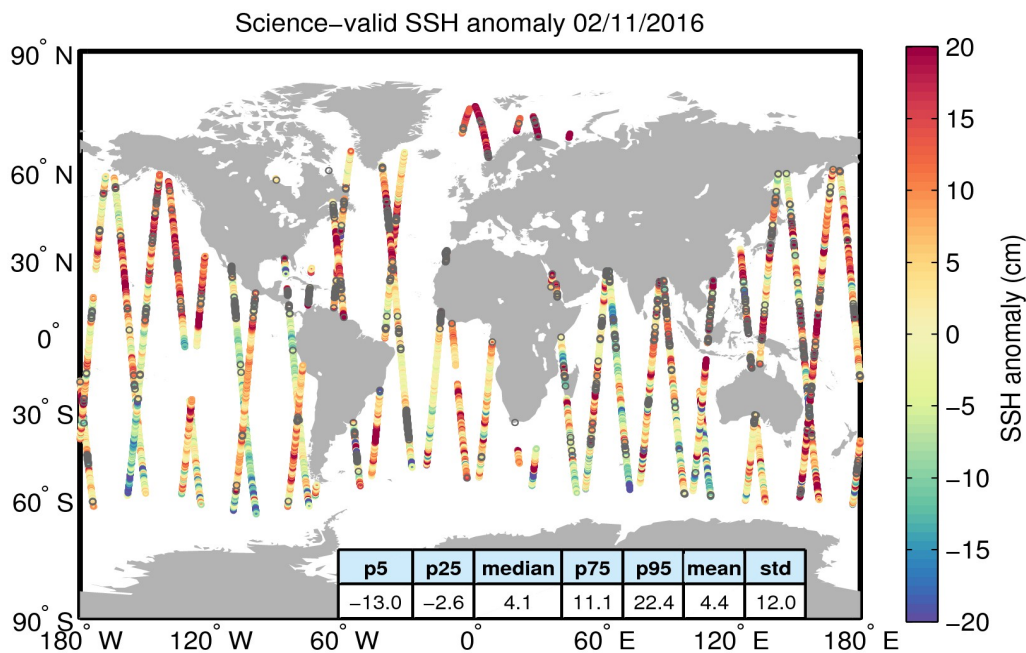 Science−valid SSH anomaly 02/11/2016
90° N
60° N
30° N
0°
30° S
60° S
90° S
180° W
120° W
60° W
0°
60° E
120° E
180° E
p5 p25 median p75 p95 mean std
−13.0 −2.6 4.1 11.1 22.4 4.4 12.0
20
15
10
5
0
−5
−10
−15
−20
SSH anomaly (cm)